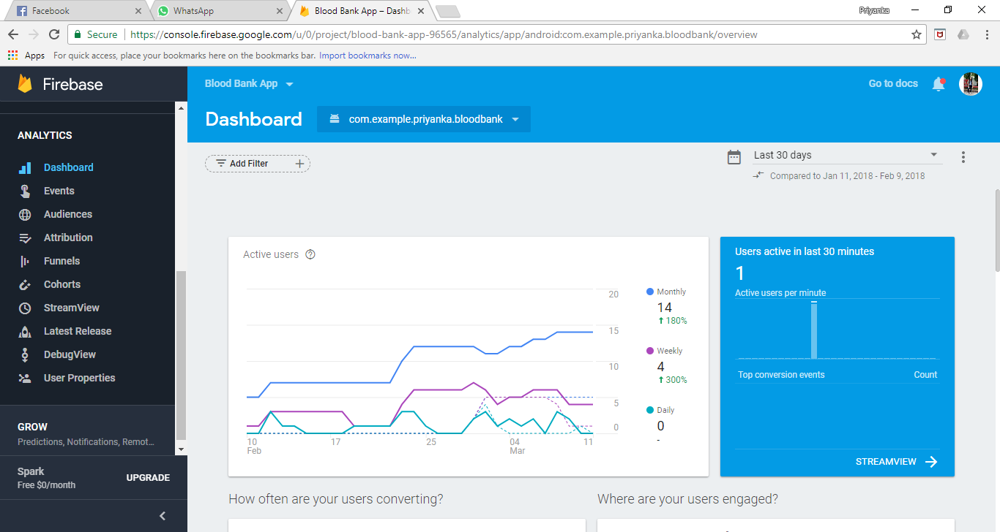 Facebook
WhatsApp
Blood Bank App – Dashb
Priyanka
Secure
https://console.firebase.google.com/u/0/project/blood-bank-app-96565/analytics/app/android:com.example.priyanka.bloodbank/overview
Apps
For quick access, place your bookmarks here on the bookmarks bar. Import bookmarks now...
Firebase
ANALYTICS
Dashboard
Events
Audiences
Attribution
Funnels
Cohorts
StreamView
Latest Release
DebugView
User Properties
GROW
Predictions, Notifications, Remot...
Spark
Free $0/month
UPGRADE
Blood Bank App
Go to docs
Dashboard
com.example.priyanka.bloodbank
Add Filter
Last 30 days
Compared to Jan 11, 2018 - Feb 9, 2018
Active users
20
15
10
5
0
10
Feb
17
25
04
Mar
11
Monthly
14
180%
Weekly
4
300%
Daily
0
-
Users active in last 30 minutes
1
Active users per minute
Top conversion events
Count
STREAMVIEW
How often are your users converting?
Where are your users engaged?